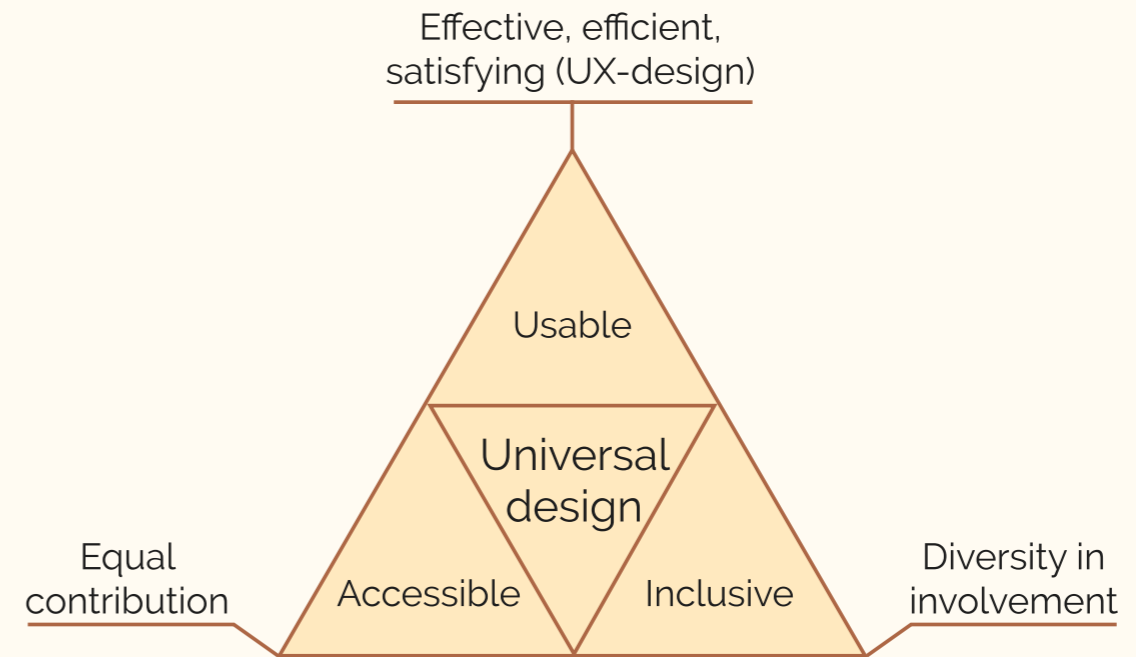 Effective, efficient,
satisfying (UX-design)
Usable
Universal
design
Equal
contribution
Accessible
Inclusive
Diversity in
involvement